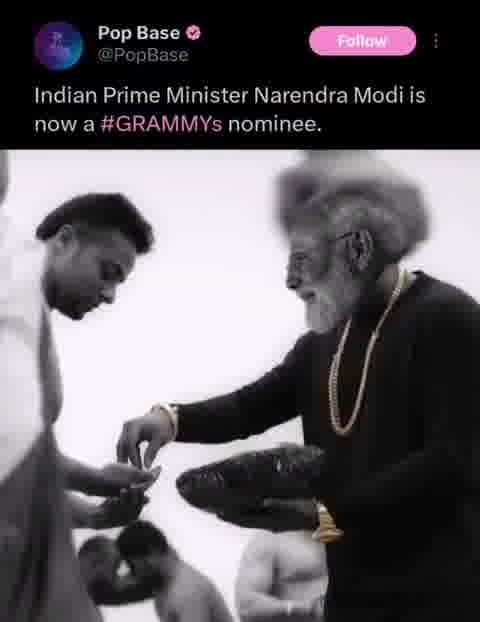 Pop Base
@PopBase
Follow
Indian Prime Minister Narendra Modi is
now a #GRAMMYs nominee.